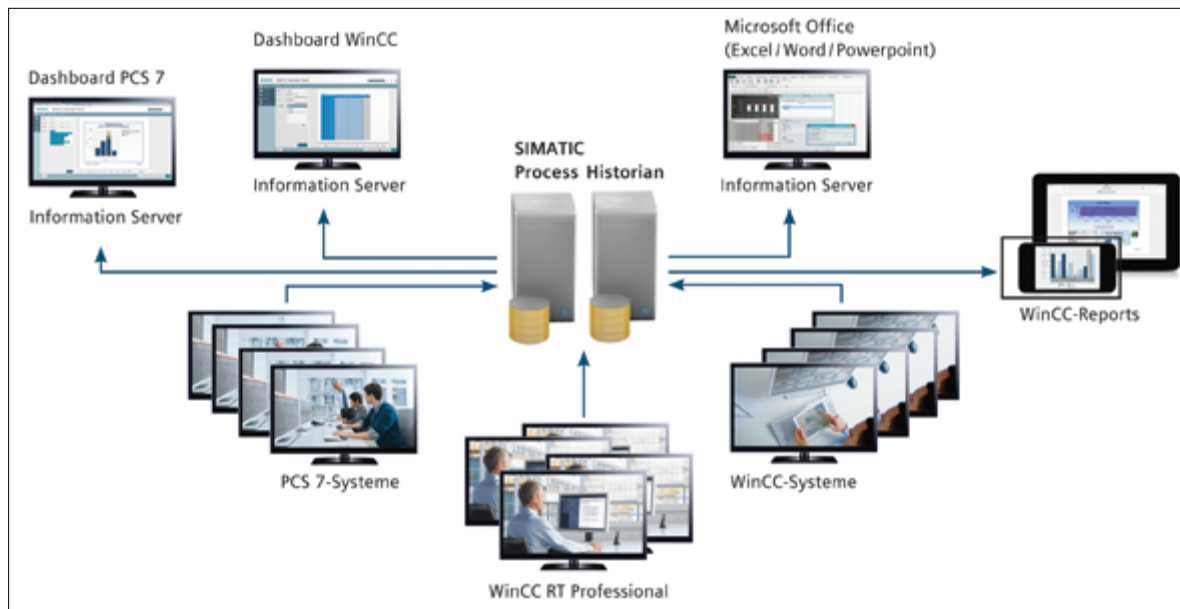 Dashboard PCS 7
Information Server
Dashboard WinCC
Information Server
Microsoft Office
(Excel/Word/Powerpoint)
Information Server
SIMATIC
Process Historian
WinCC-Reports
PCS 7-Systeme
WinCC RT Professional
WinCC-Systeme